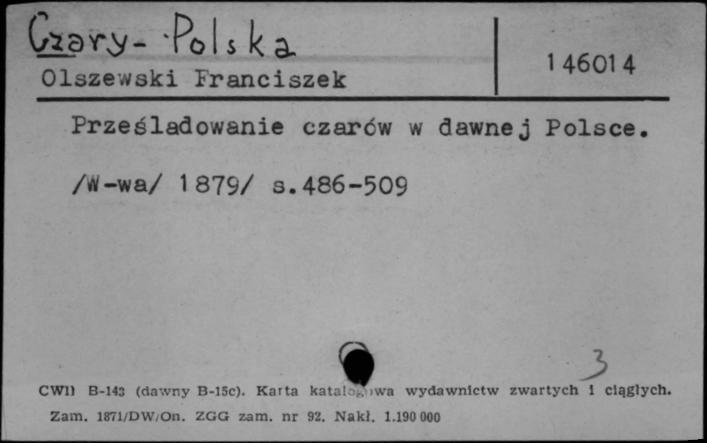 Czary - Polska
Olszewski Franciszek
146014
Prześladowanie czarów w dawnej Polsce.
/W-wa/ 1879/ s.486-509
3
CWD B-143 (dawny B-15c). Karta katalogowa wydawnictw zwartych i ciągłych.
Zam. 1871/DW/On. ZGG zam. nr 92. Nakł. 1.190 000